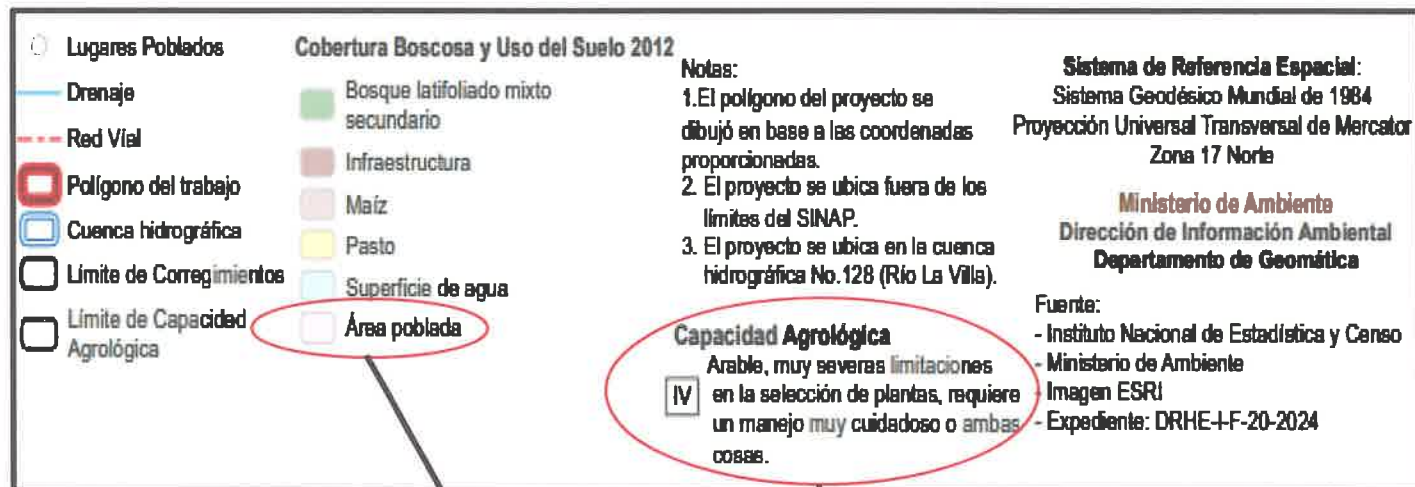 Lugares Poblados
Drenaje
Red Vial
Polígono del trabajo
Cuenca hidrográfica
Límite de Corregimientos
Límite de Capacidad
Agrológica
Cobertura Boscosa y Uso del Suelo 2012
Bosque latifoliado mixto
secundario
Infraestructura
Maíz
Pasto
Superficie de agua
Área poblada
Notas:
1.El polígono del proyecto se
dibujó en base a las coordenadas
proporcionadas.
2. El proyecto se ubica fuera de los
límites del SINAP.
3. El proyecto se ubica en la cuenca
hidrográfica No.128 (Río La Villa).
Capacidad Agrológica
Arable, muy severas limitaciones
IV en la selección de plantas, requiere
un manejo muy cuidadoso o ambas
cosas.
Sistema de Referencia Espacial:
Sistema Geodésico Mundial de 1984
Proyección Universal Transversal de Mercator
Zona 17 Norte
Ministerio de Ambiente
Dirección de Información Ambiental
Departamento de Geomática
Fuente:
- Instituto Nacional de Estadística y Censo
- Ministerio de Ambiente
- Imagen ESRI
- Expediente: DRHE-I-F-20-2024